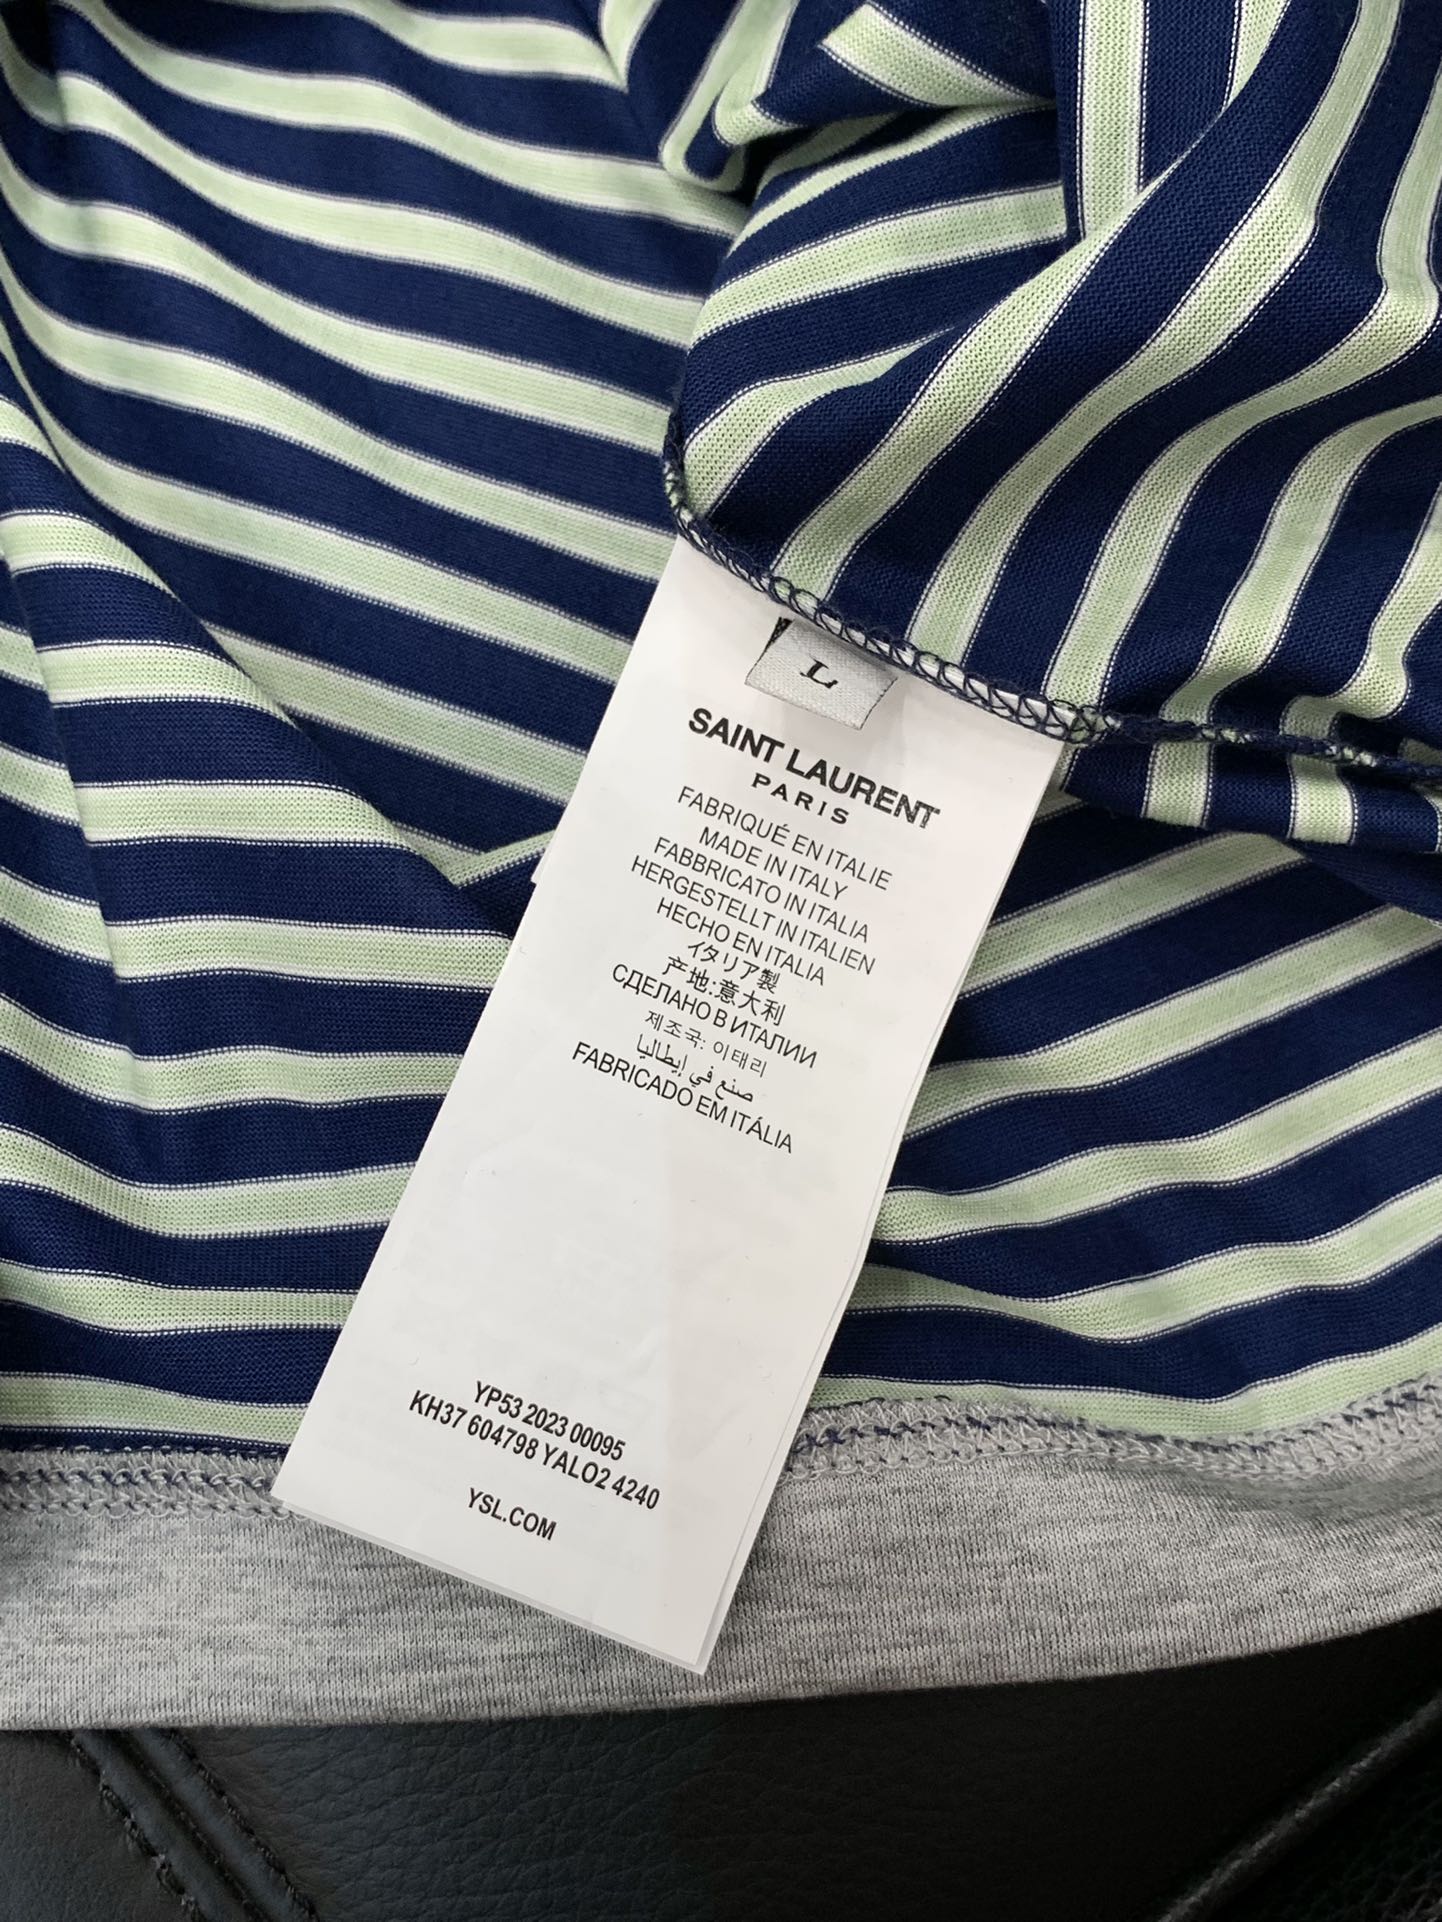 L
SAINT LAURENT
PARIS
FABRIQUÉ EN ITALIE
MADE IN ITALY
FABBRICATO IN ITALIA
HERGESTELLT IN ITALIEN
HECHO EN ITALIA
イタリア製
产地:意大利
СДЕЛАНО В ИТАЛИИ
제조국: 이태리
صنع في إيطاليا
FABRICADO EM ITÁLIA
YP53 2023 00095
KH37 604798 YALO2 4240
YSL.COM